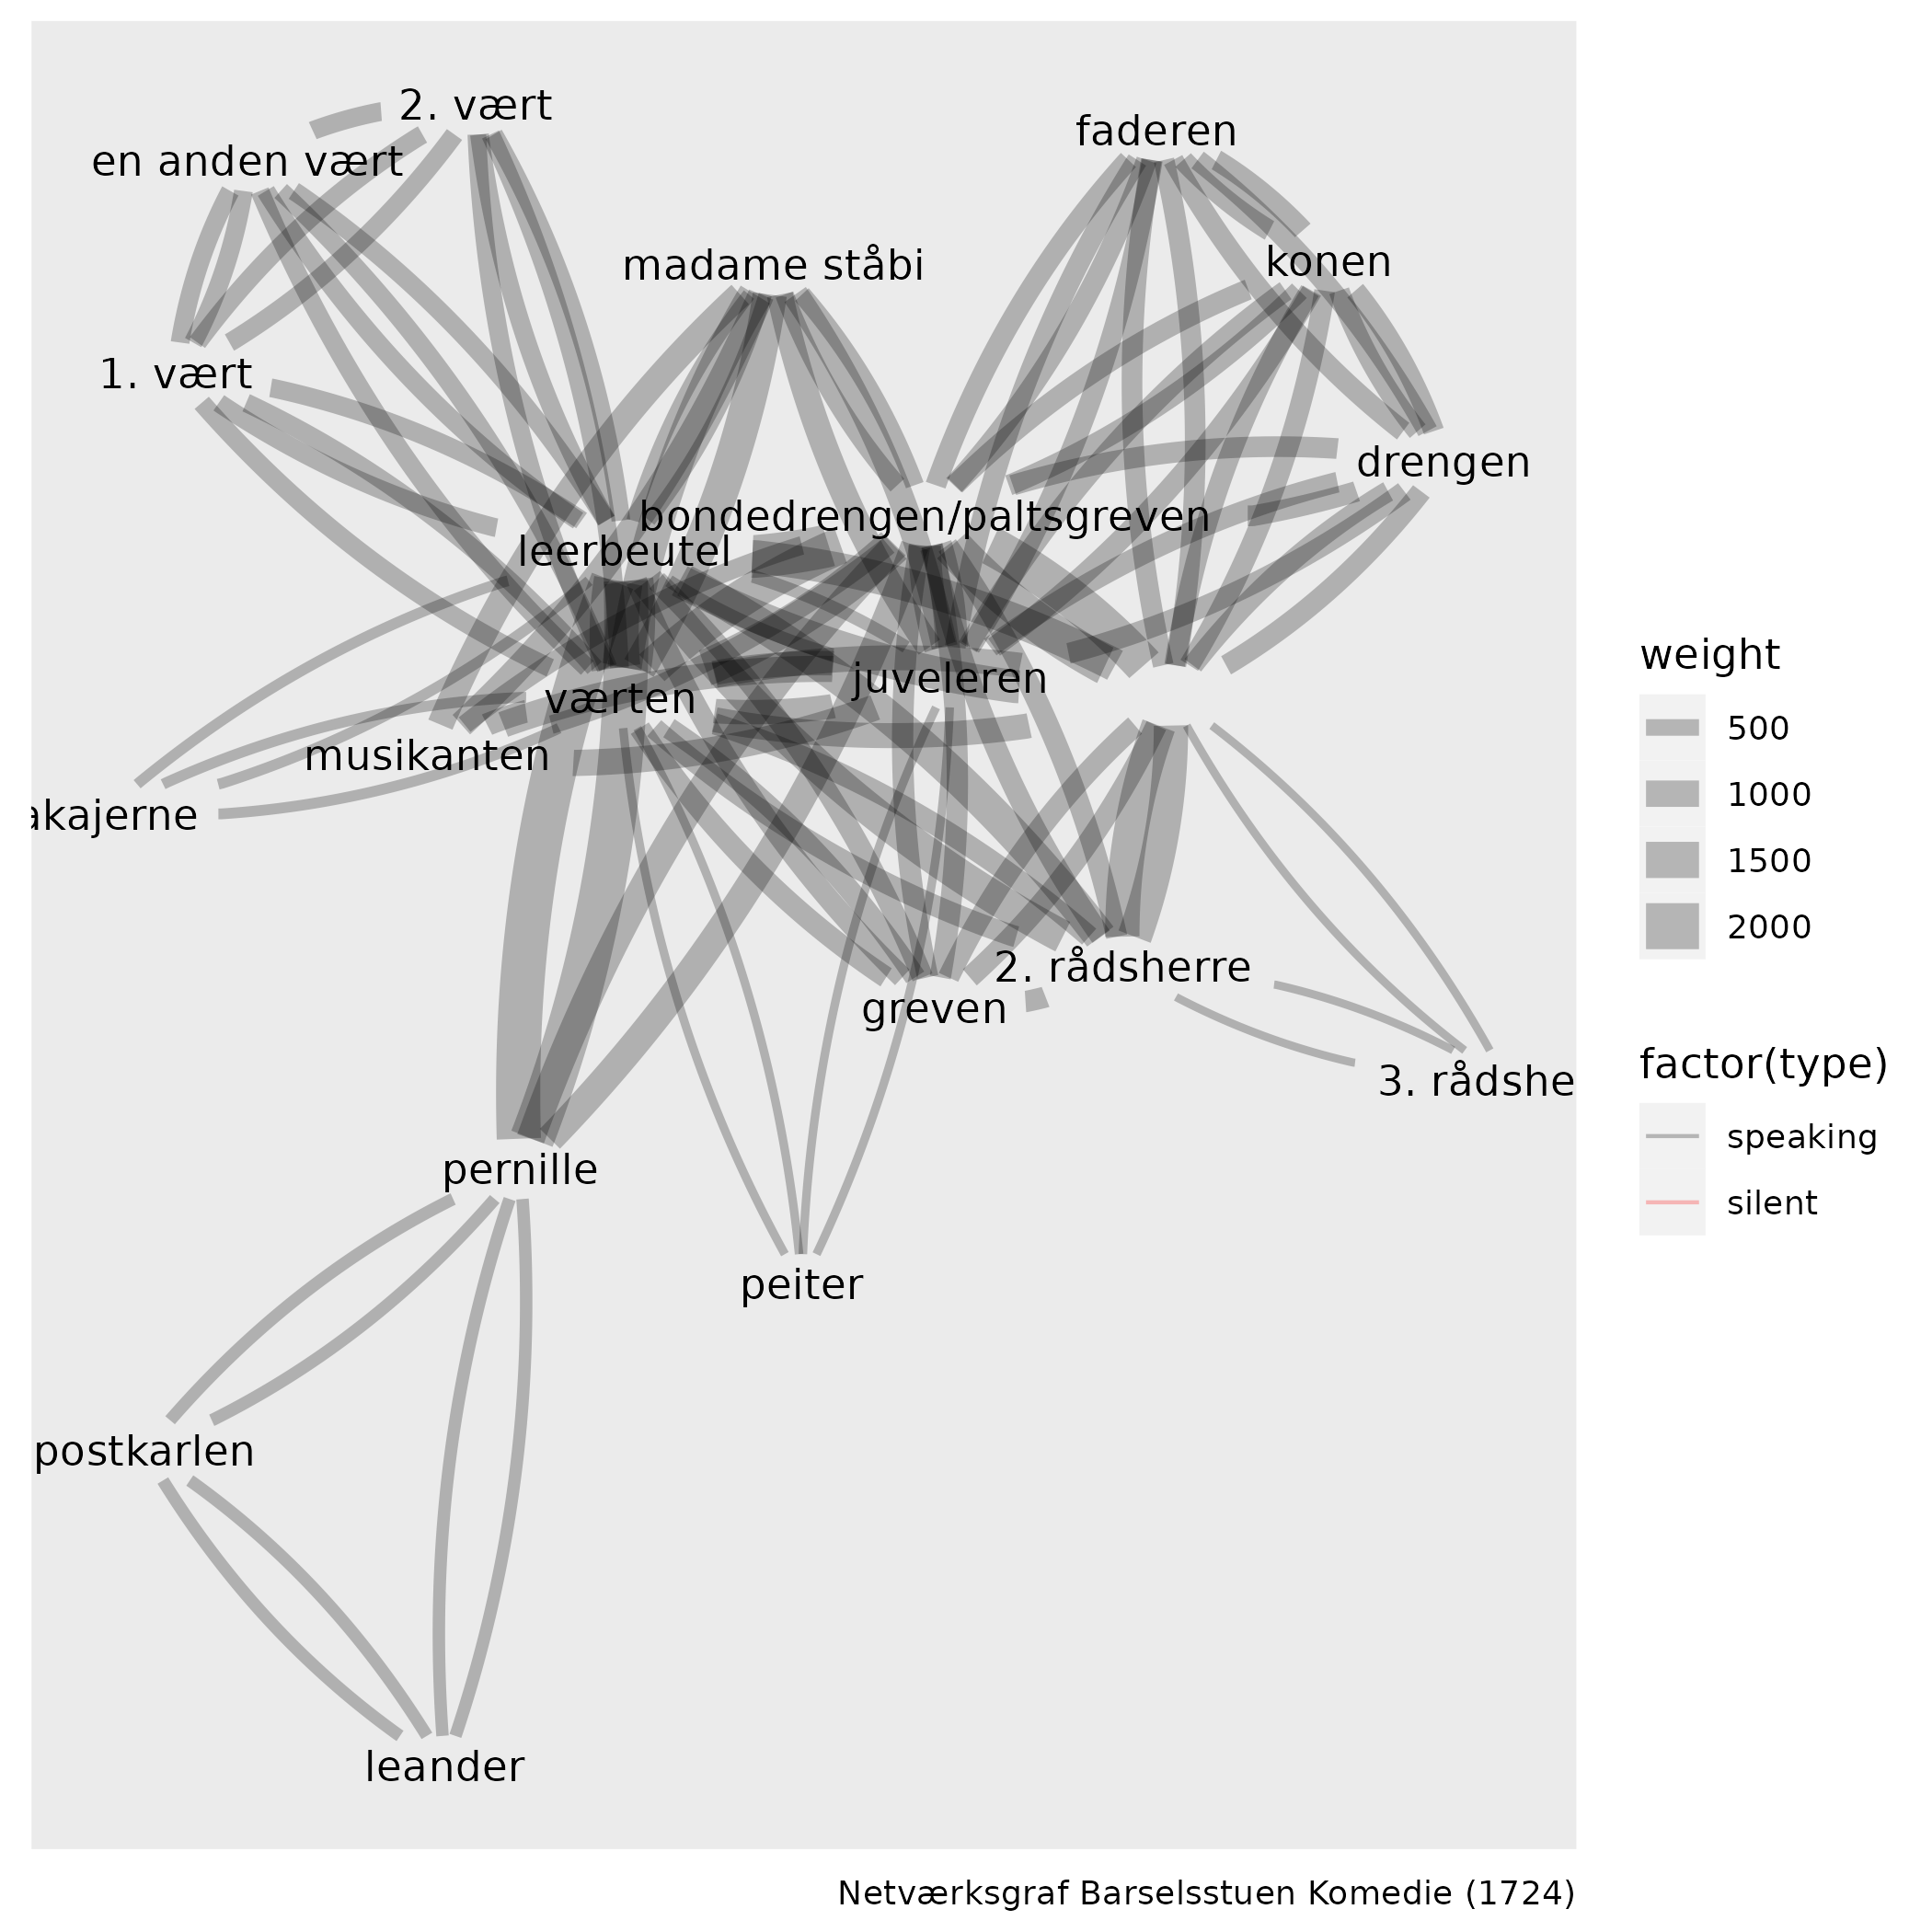 2. vært
faderen
en anden vært
konen
madame ståbi
1. vært
drengen
bondedrengen/paltsgreven
leerbeutel
juveleren
værten
musikanten
akajerne
2. rådsherre
greven
3. rådshe
pernille
peiter
postkarlen
leander
weight
500
1000
1500
2000
factor(type)
speaking
silent
Netværksgraf Barselsstuen Komedie (1724)